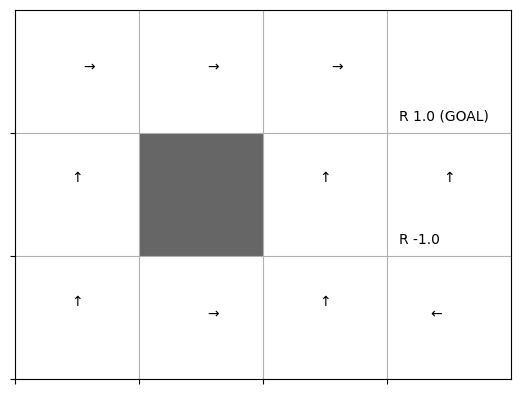 → → →
R 1.0 (GOAL)
↑ ↑ ↑
R -1.0
↑ → ↑ ←